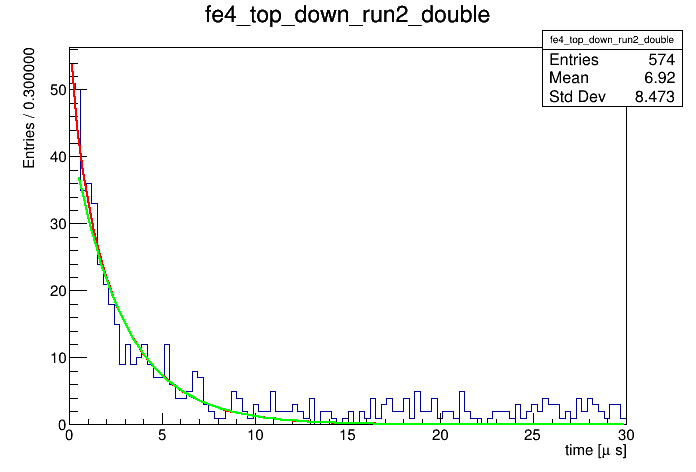 fe4_top_down_run2_double
fe4_top_down_run2_double
Entries 574
Mean 6.92
Std Dev 8.473
Entries / 0.300000
50
40
30
20
10
0
0 5 10 15 20 25 30
time [μ s]